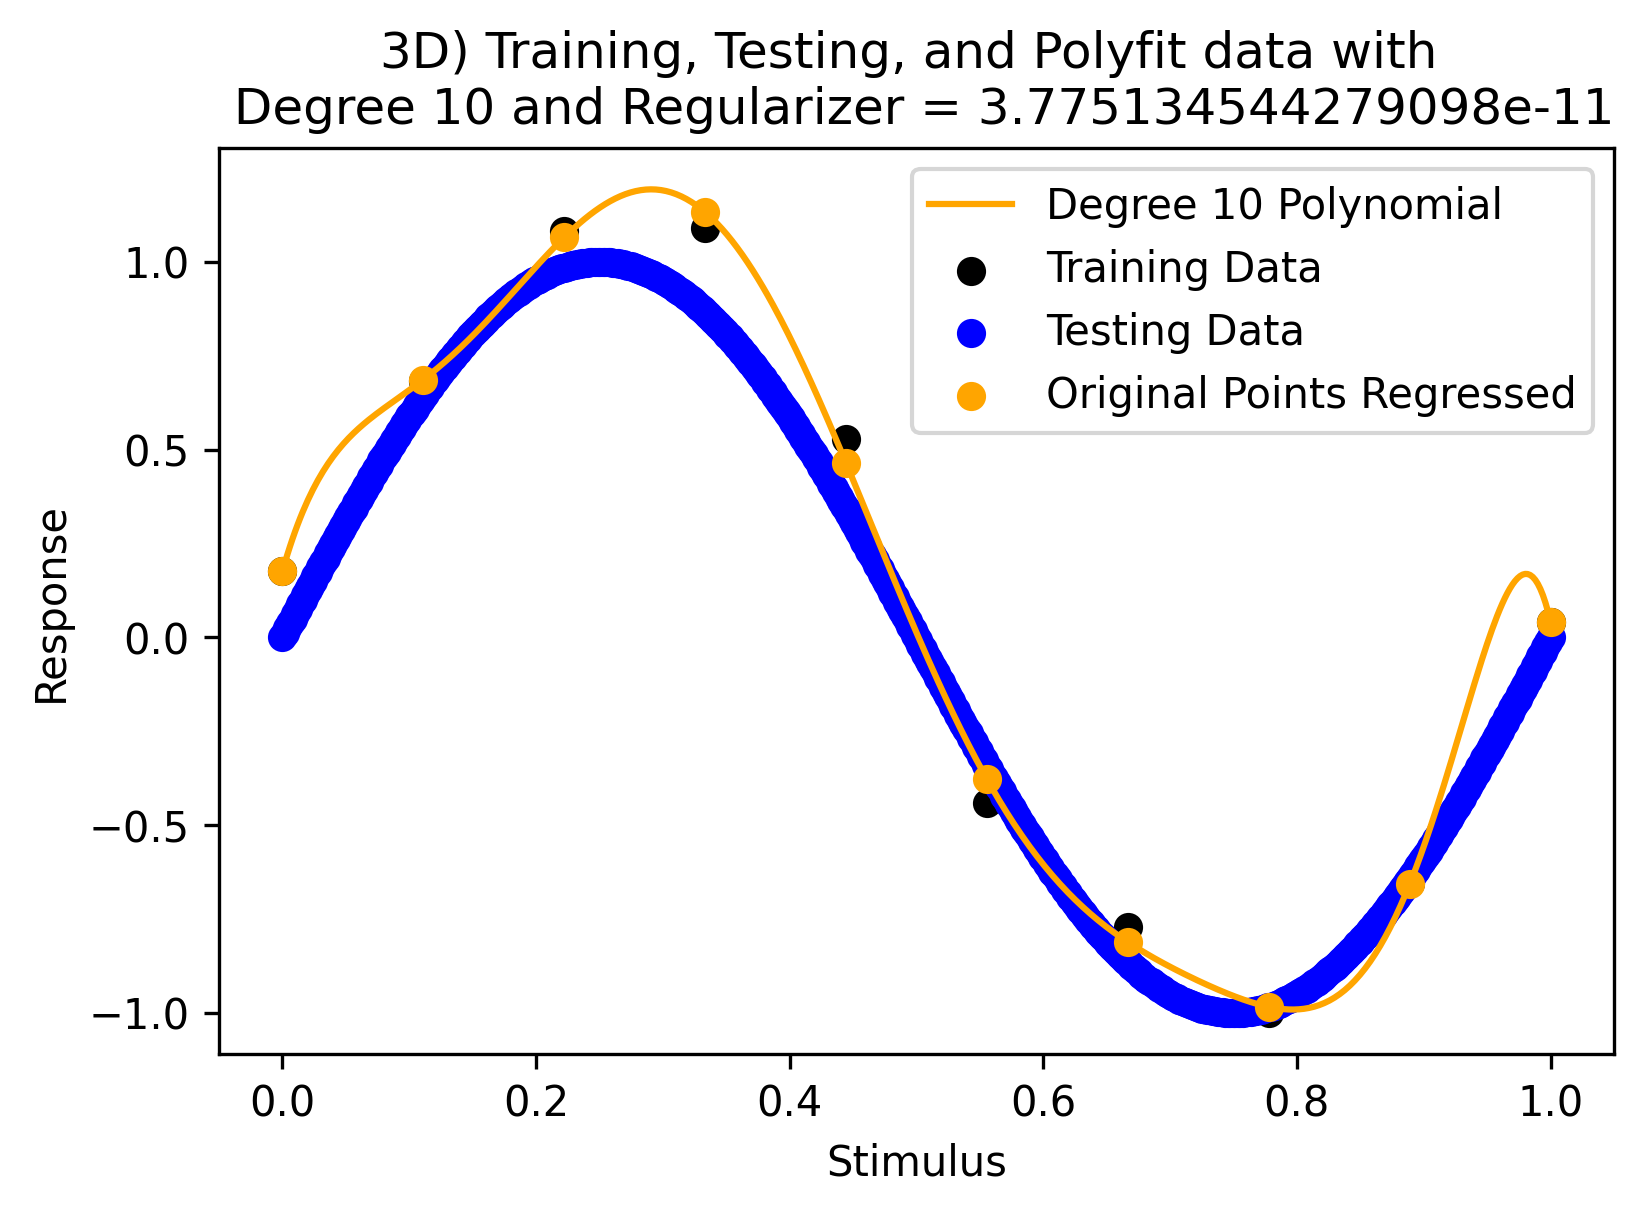 3D) Training, Testing, and Polyfit data with
Degree 10 and Regularizer = 3.775134544279098e-11
Degree 10 Polynomial
Training Data
Testing Data
Original Points Regressed
Response
1.0
0.5
0.0
−0.5
−1.0
0.0 0.2 0.4 0.6 0.8 1.0
Stimulus